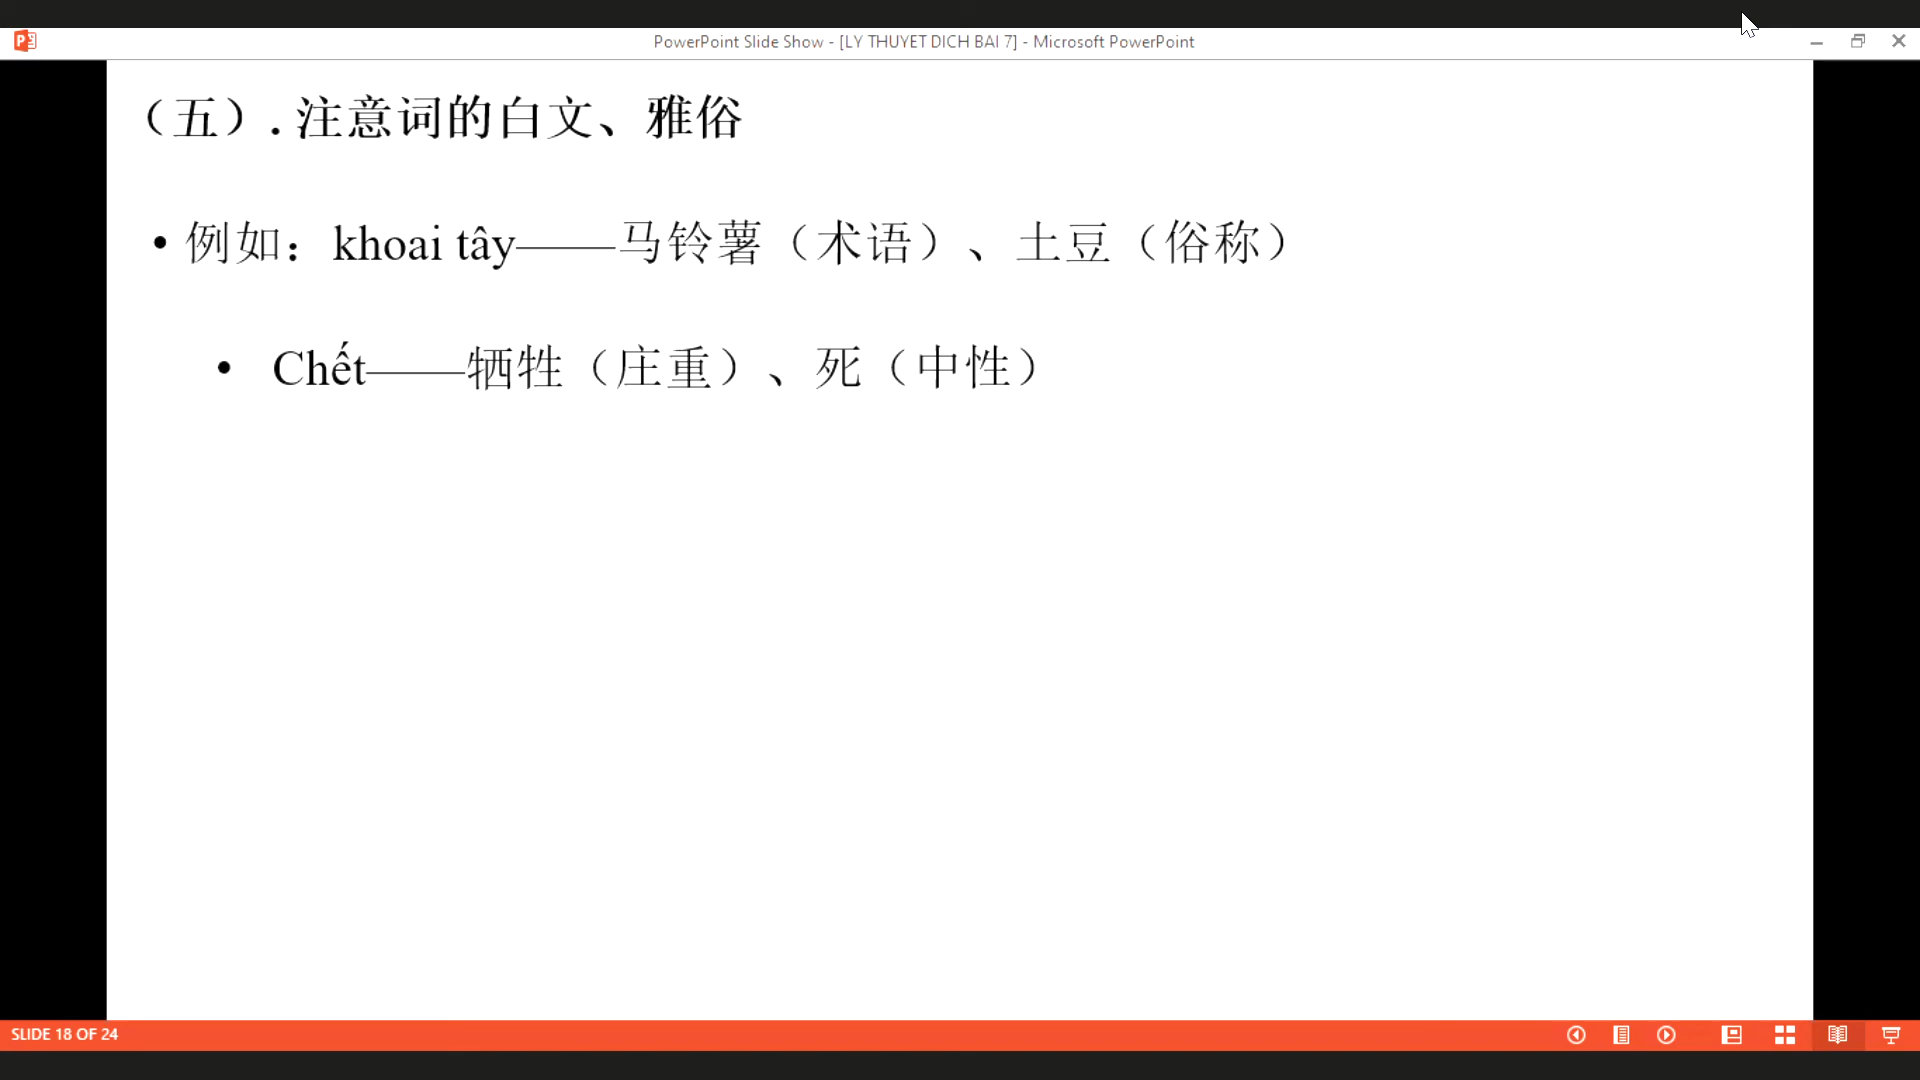 PowerPoint Slide Show - [LY THUYET DICH BAI 7] - Microsoft PowerPoint
（五）. 注意词的白文、雅俗
• 例如：khoai tây——马铃薯（术语）、土豆（俗称）
• Chết——牺牲（庄重）、死（中性）
SLIDE 18 OF 24